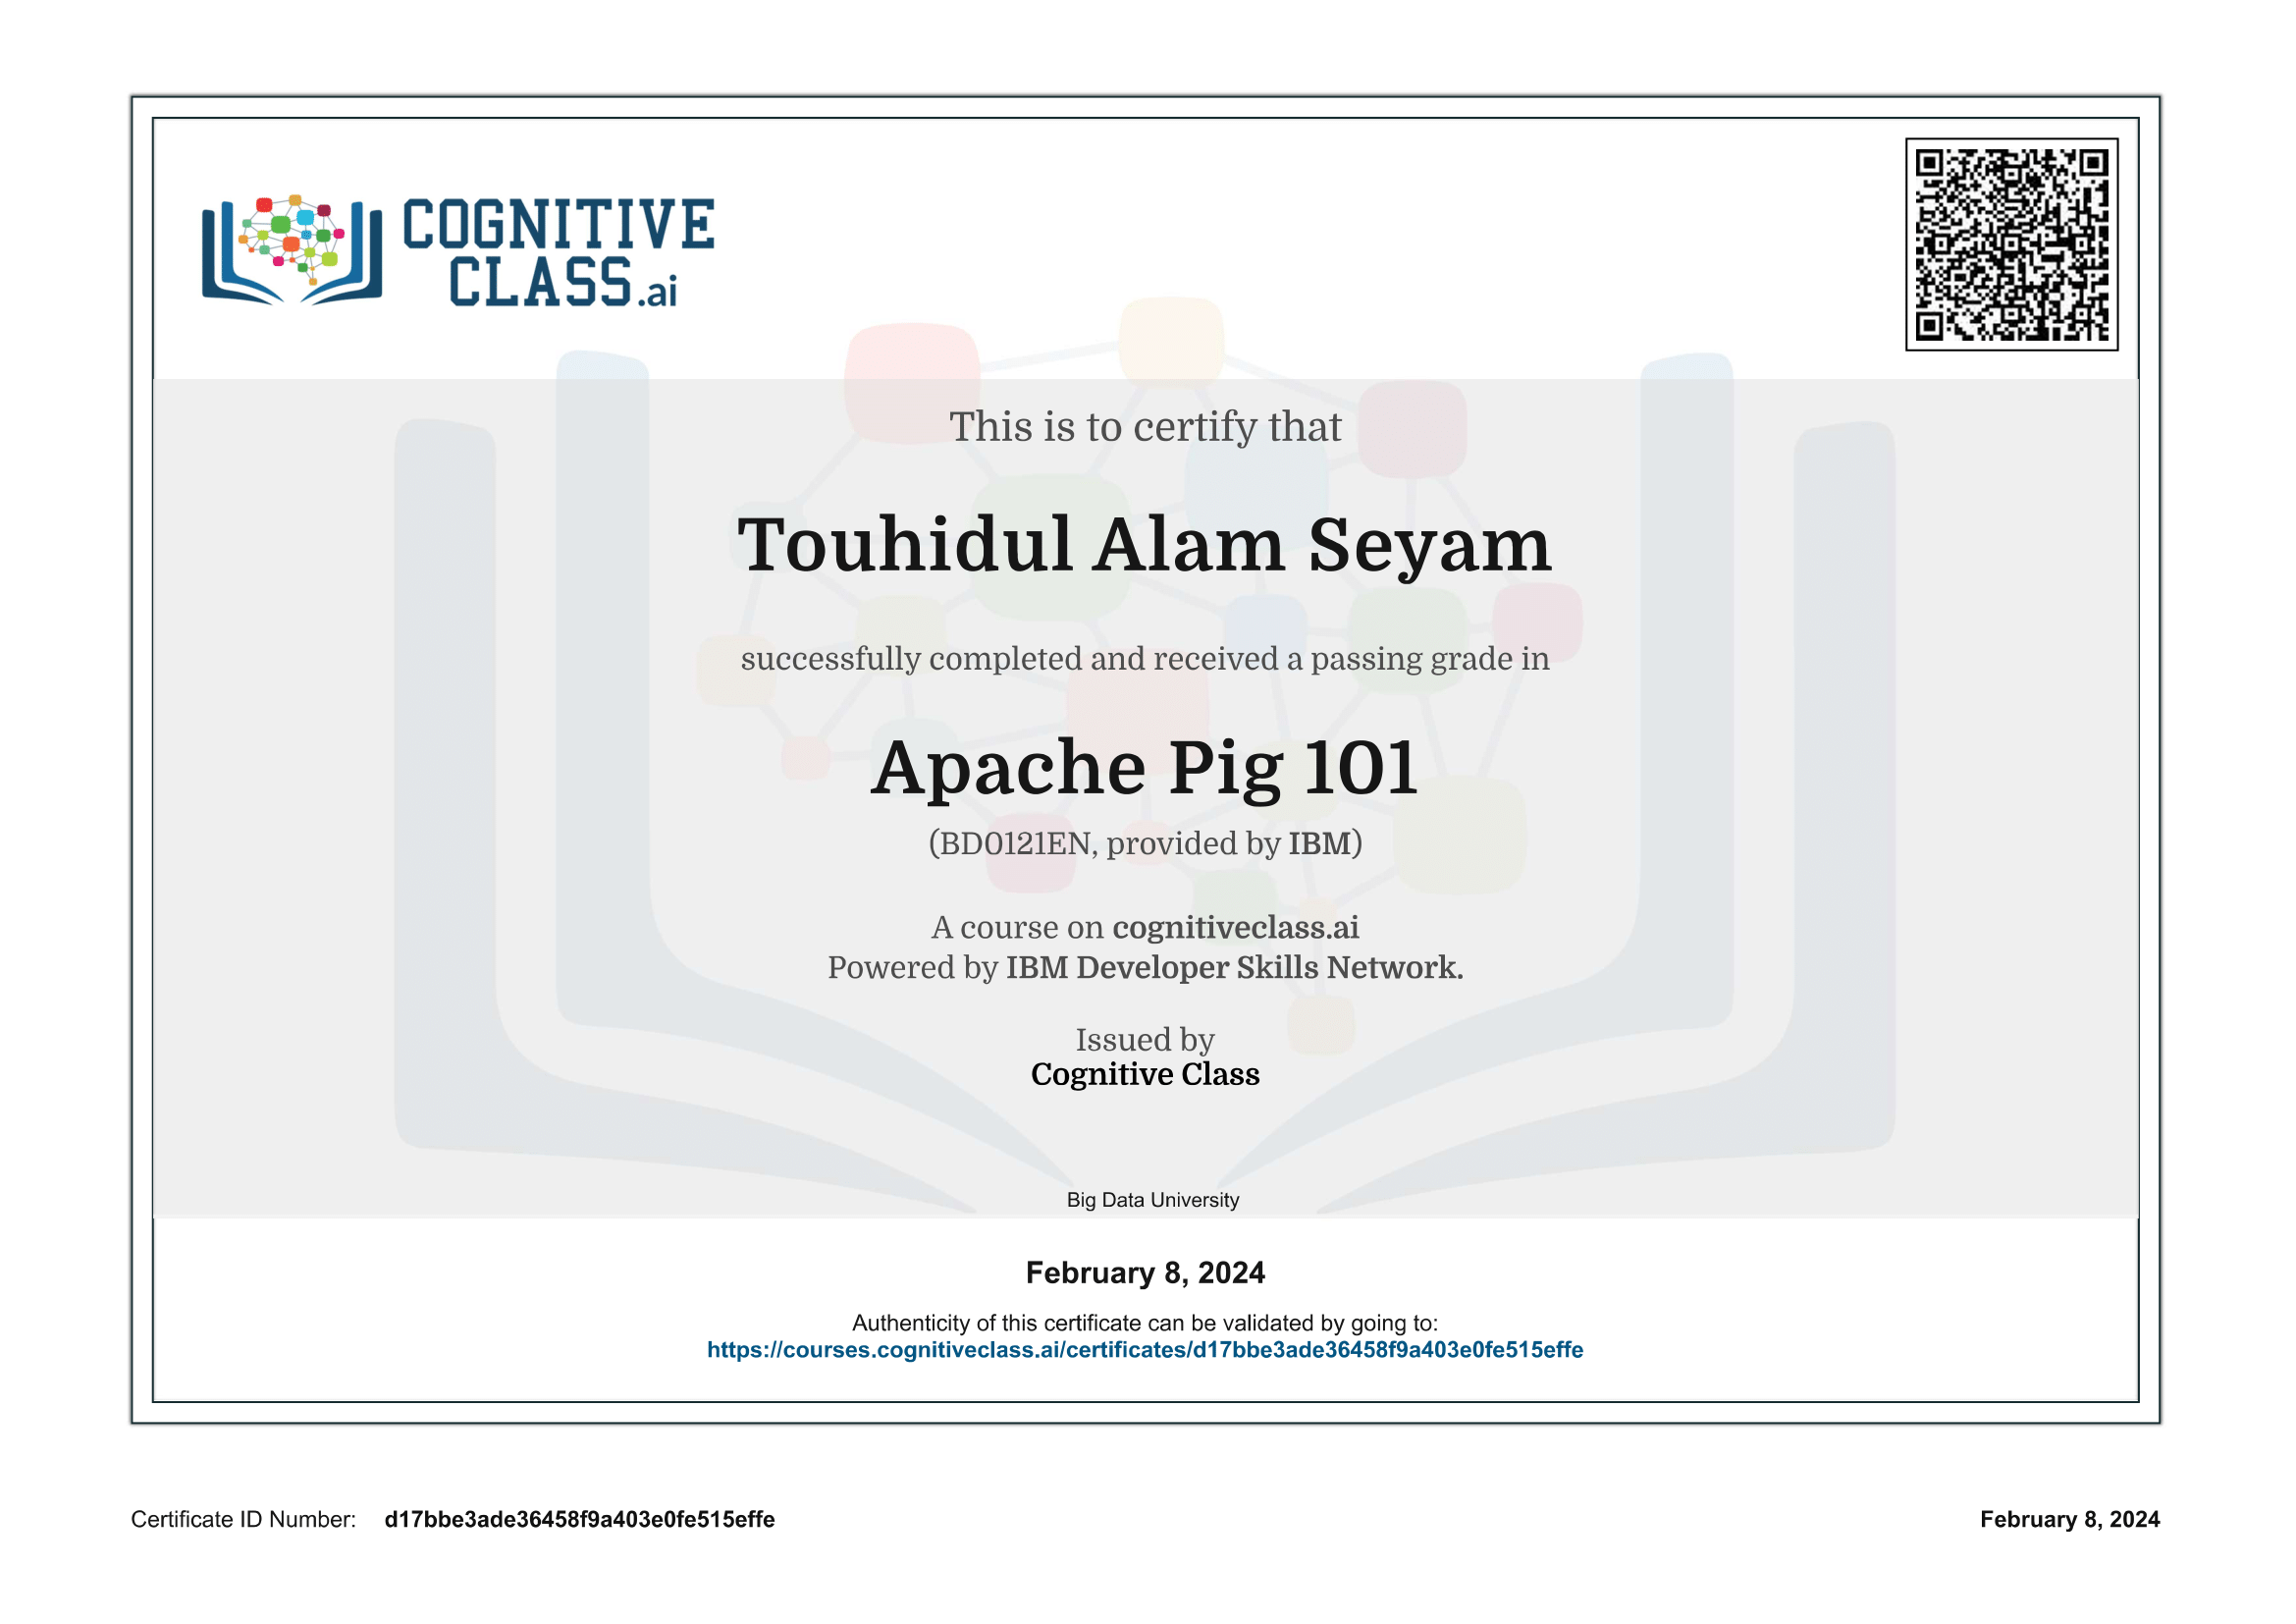 COGNITIVE
CLASS.ai
This is to certify that
Touhidul Alam Seyam
successfully completed and received a passing grade in
Apache Pig 101
(BD0121EN, provided by IBM)
A course on cognitiveclass.ai
Powered by IBM Developer Skills Network.
Issued by
Cognitive Class
Big Data University
February 8, 2024
Authenticity of this certificate can be validated by going to:
https://courses.cognitiveclass.ai/certificates/d17bbe3ade36458f9a403e0fe515effe
Certificate ID Number: d17bbe3ade36458f9a403e0fe515effe
February 8, 2024